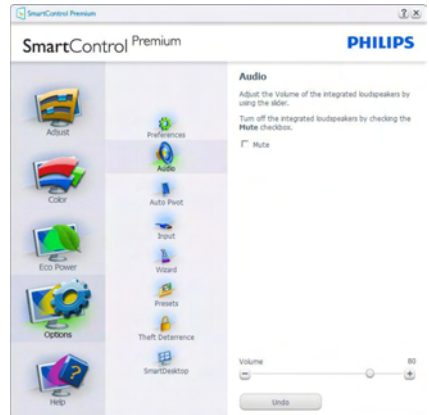 SmartControl Premium
SmartControl Premium
PHILIPS
Adjust
Color
Eco Power
Options
Help
Preferences
Audio
Auto Pivot
Input
Wizard
Presets
Theft Deterrence
SmartDesktop
Audio
Adjust the Volume of the integrated loudspeakers by
using the slider.
Turn off the integrated loudspeakers by checking the
Mute checkbox.
Mute
Volume 80
Undo